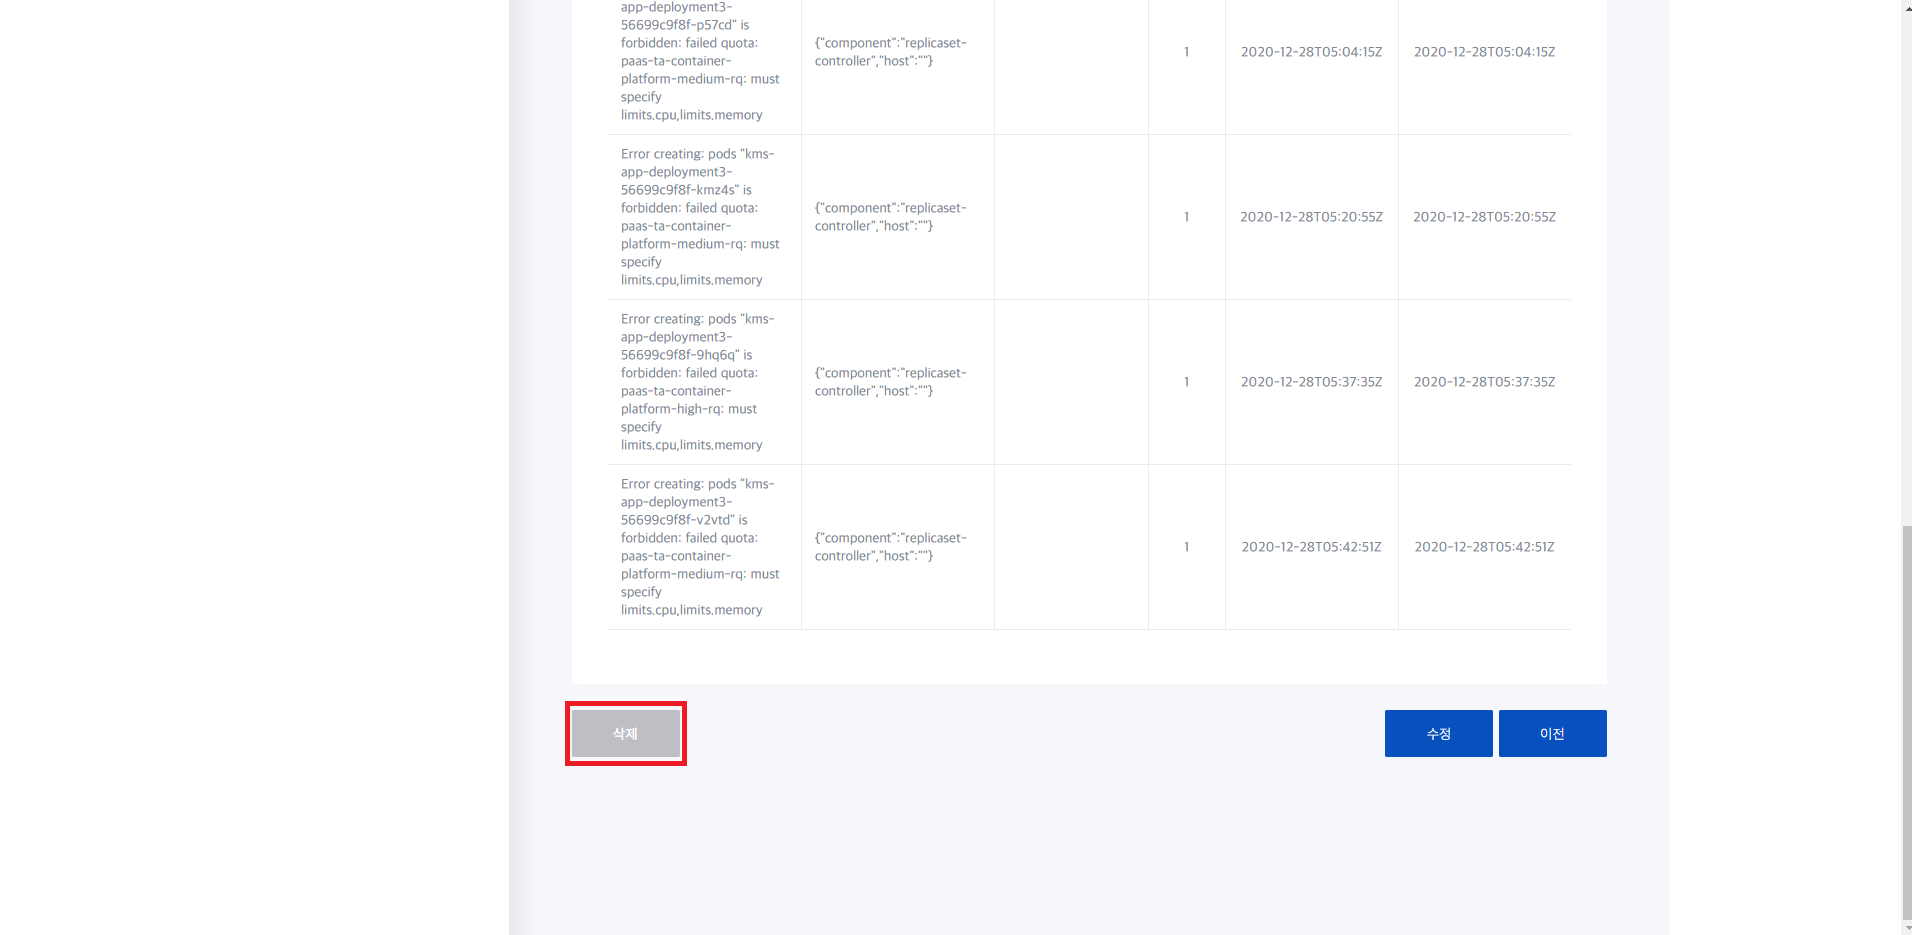 app-deployment3-
56699c9f8f-p57cd" is
forbidden: failed quota:
paas-ta-container-
platform-medium-rq: must
specify
limits.cpu,limits.memory
{"component":"replicaset-
controller","host":""}
1
2020-12-28T05:04:15Z
2020-12-28T05:04:15Z
Error creating: pods "kms-
app-deployment3-
56699c9f8f-kmz4s" is
forbidden: failed quota:
paas-ta-container-
platform-medium-rq: must
specify
limits.cpu,limits.memory
{"component":"replicaset-
controller","host":""}
1
2020-12-28T05:20:55Z
2020-12-28T05:20:55Z
Error creating: pods "kms-
app-deployment3-
56699c9f8f-9hq6q" is
forbidden: failed quota:
paas-ta-container-
platform-high-rq: must
specify
limits.cpu,limits.memory
{"component":"replicaset-
controller","host":""}
1
2020-12-28T05:37:35Z
2020-12-28T05:37:35Z
Error creating: pods "kms-
app-deployment3-
56699c9f8f-v2vtd" is
forbidden: failed quota:
paas-ta-container-
platform-medium-rq: must
specify
limits.cpu,limits.memory
{"component":"replicaset-
controller","host":""}
1
2020-12-28T05:42:51Z
2020-12-28T05:42:51Z
삭제
수정
이전